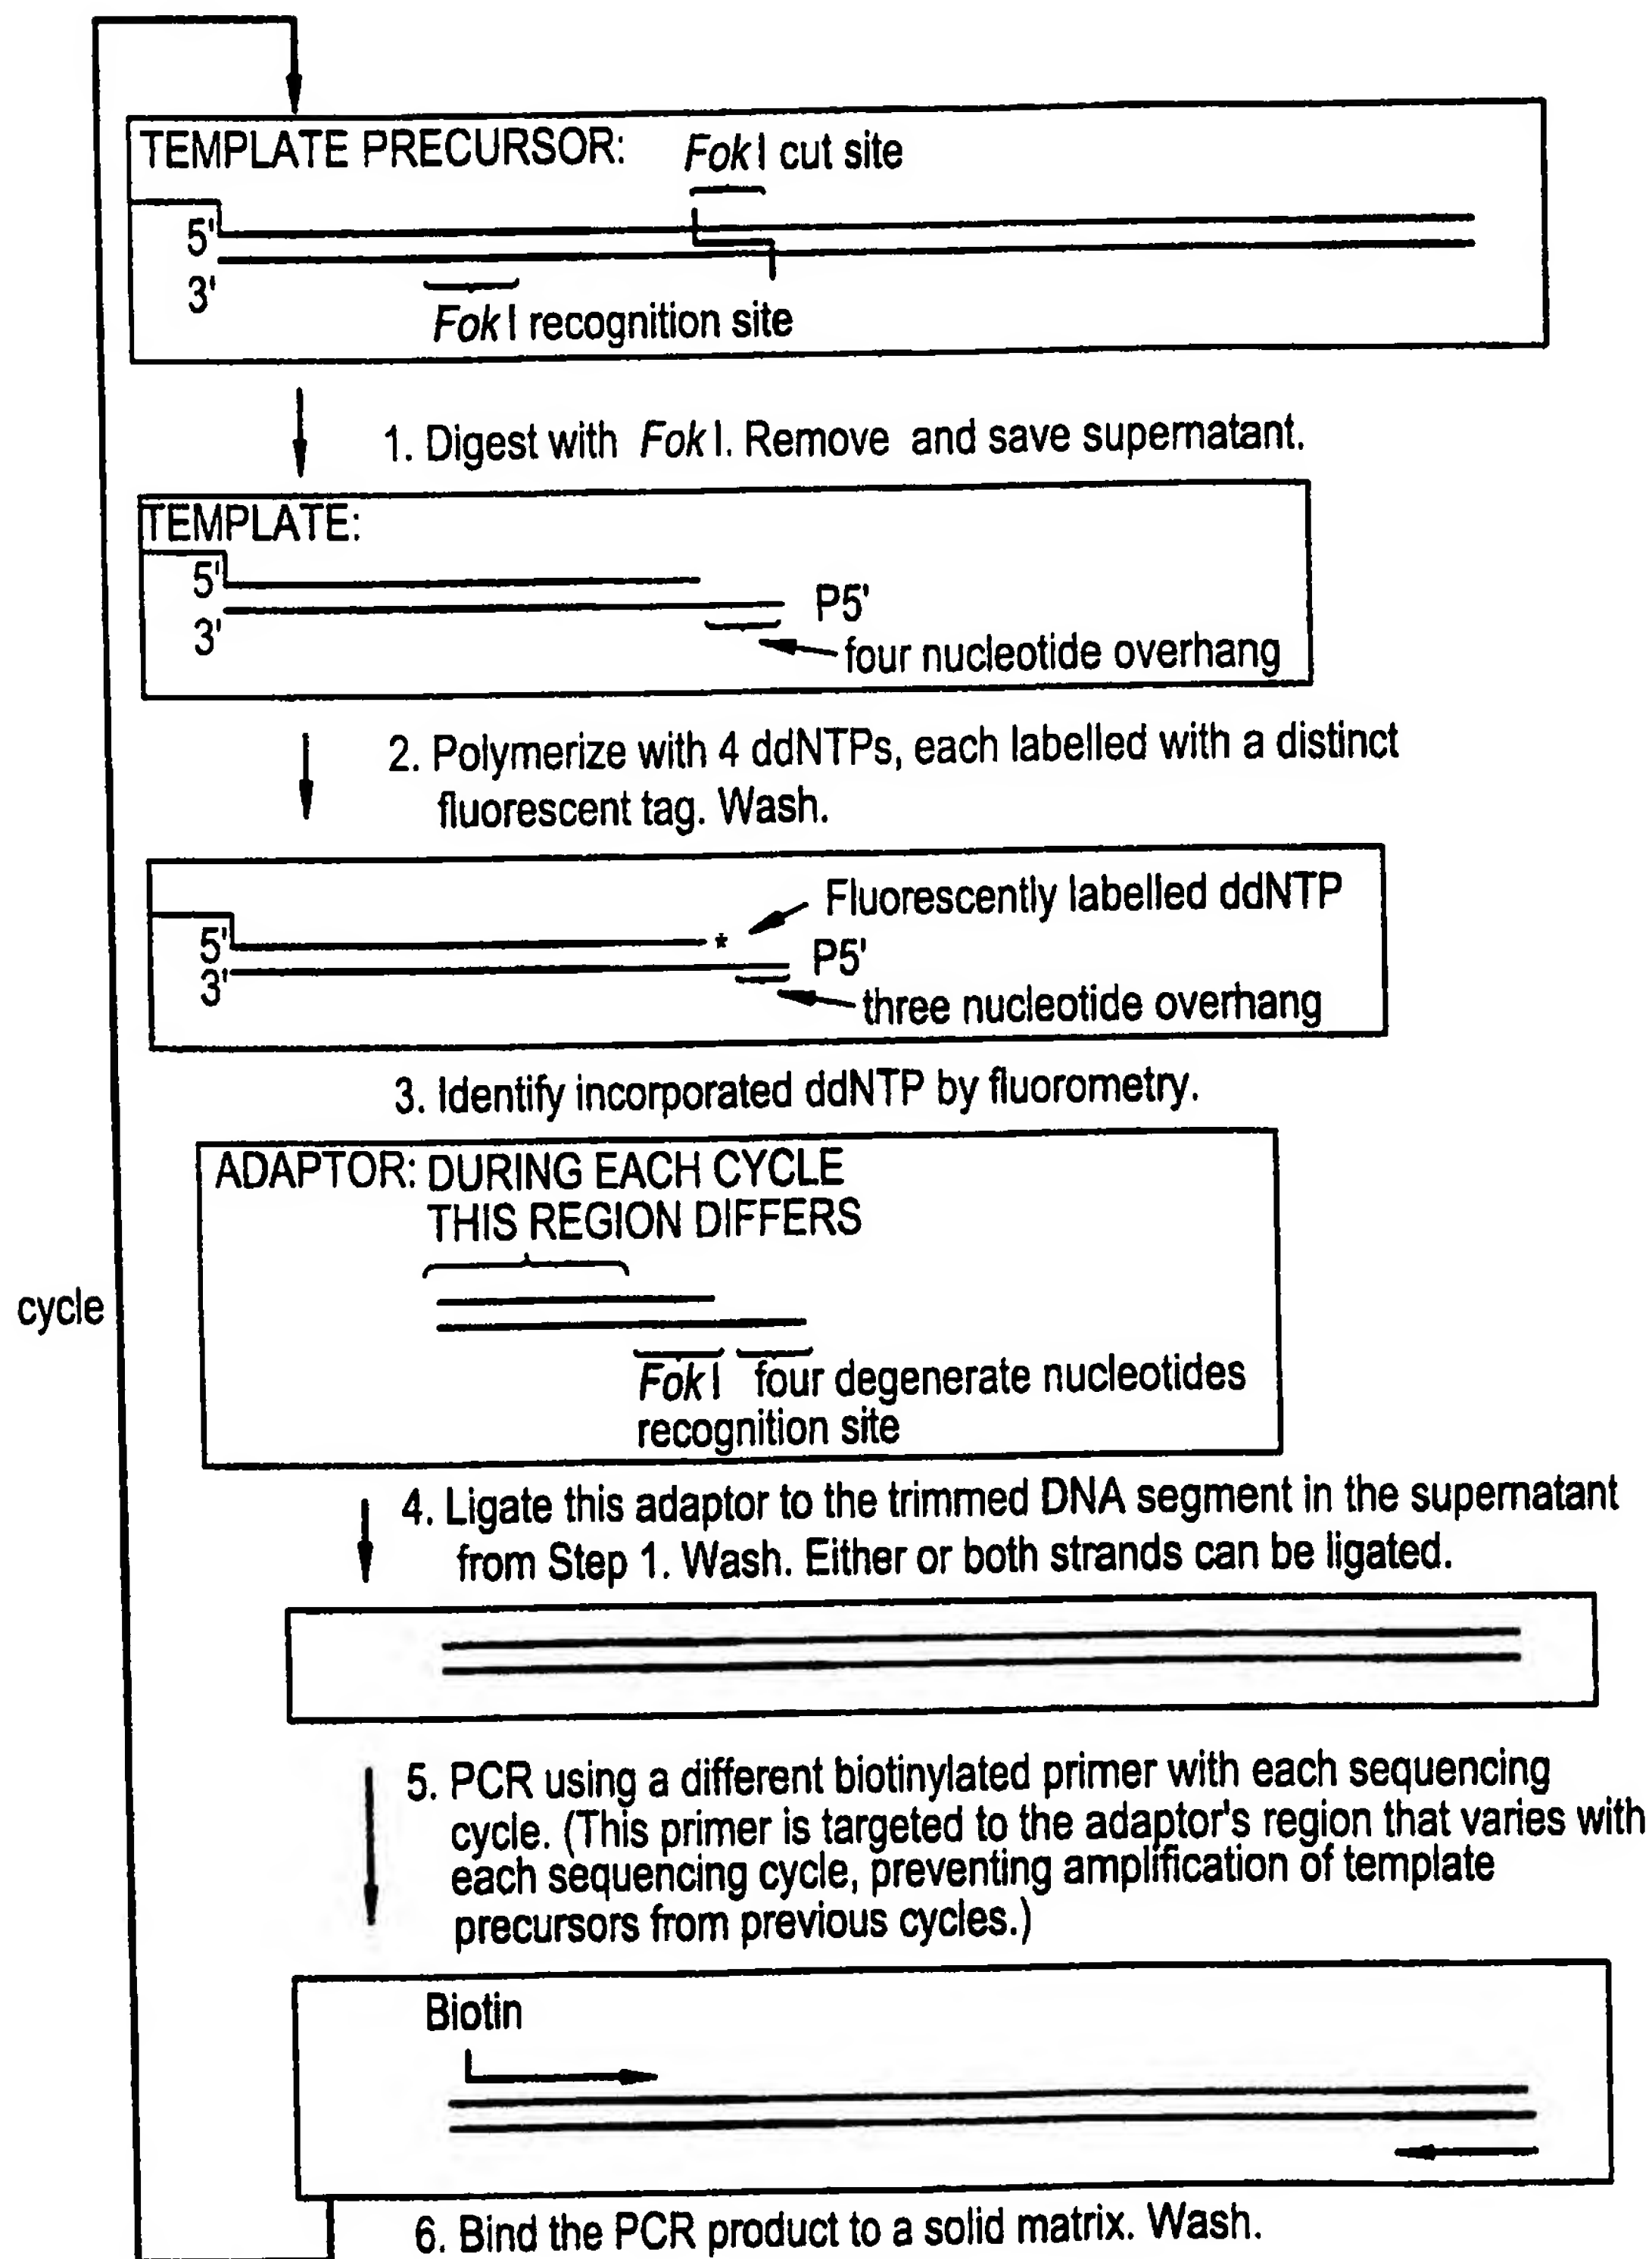 TEMPLATE PRECURSOR:
FokI cut site
5'
3'
FokI recognition site
1. Digest with FokI. Remove and save supernatant.
TEMPLATE:
5'
P5'
3'
four nucleotide overhang
2. Polymerize with 4 ddNTPs, each labelled with a distinct
fluorescent tag. Wash.
Fluorescently labelled ddNTP
5'
*
P5'
3'
three nucleotide overhang
3. Identify incorporated ddNTP by fluorometry.
ADAPTOR: DURING EACH CYCLE
THIS REGION DIFFERS
cycle
FokI four degenerate nucleotides
recognition site
4. Ligate this adaptor to the trimmed DNA segment in the supernatant
from Step 1. Wash. Either or both strands can be ligated.
5. PCR using a different biotinylated primer with each sequencing
cycle. (This primer is targeted to the adaptor's region that varies with
each sequencing cycle, preventing amplification of template
precursors from previous cycles.)
Biotin
6. Bind the PCR product to a solid matrix. Wash.